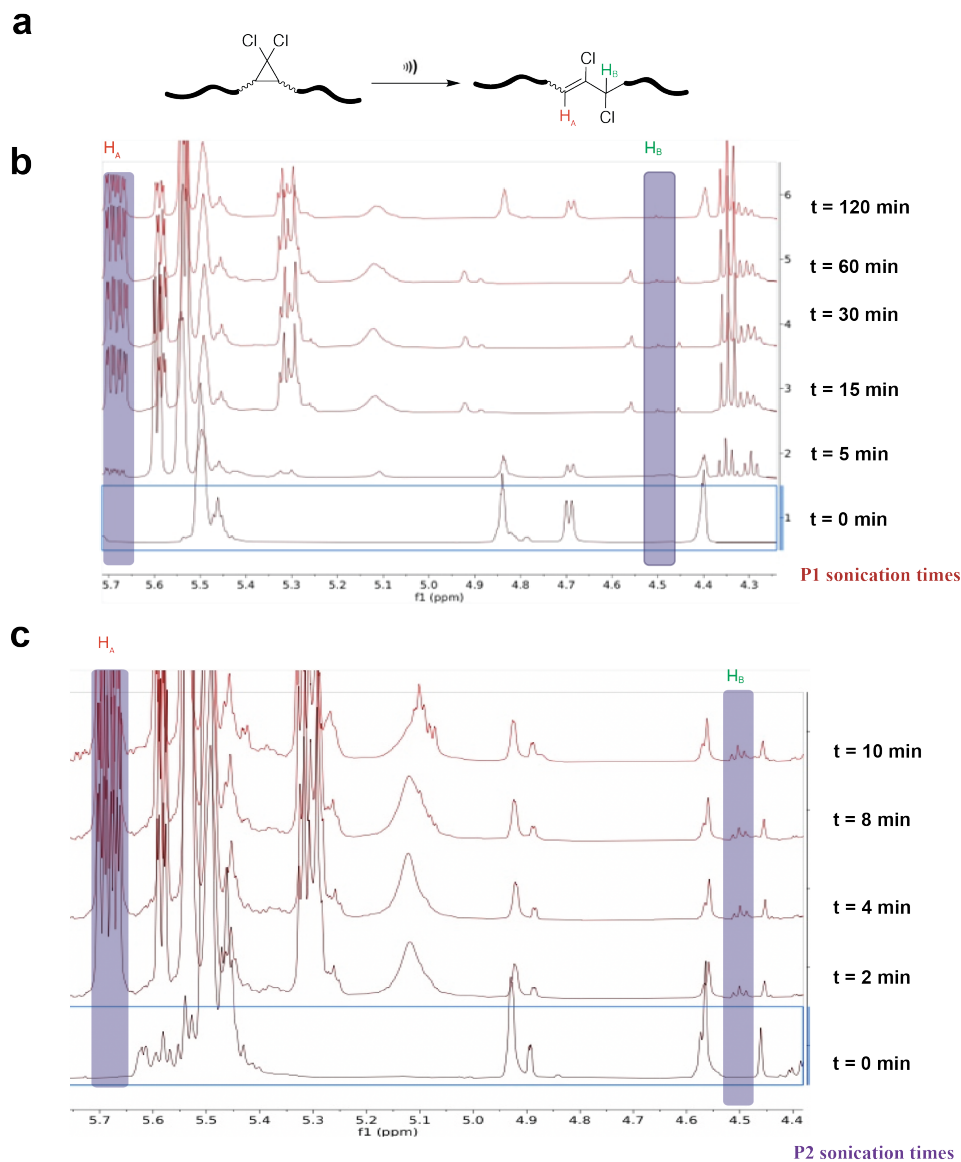 a
Cl Cl
Cl
H_B
H_A
Cl
b
H_A
H_B
6
t = 120 min
5
t = 60 min
4
t = 30 min
3
t = 15 min
2
t = 5 min
1
t = 0 min
5.7 5.6 5.5 5.4 5.3 5.2 5.1 5.0 4.9 4.8 4.7 4.6 4.5 4.4 4.3
f1 (ppm)
P1 sonication times
c
H_A
H_B
t = 10 min
t = 8 min
t = 4 min
t = 2 min
t = 0 min
5.7 5.6 5.5 5.4 5.3 5.2 5.1 5.0 4.9 4.8 4.7 4.6 4.5 4.4
f1 (ppm)
P2 sonication times